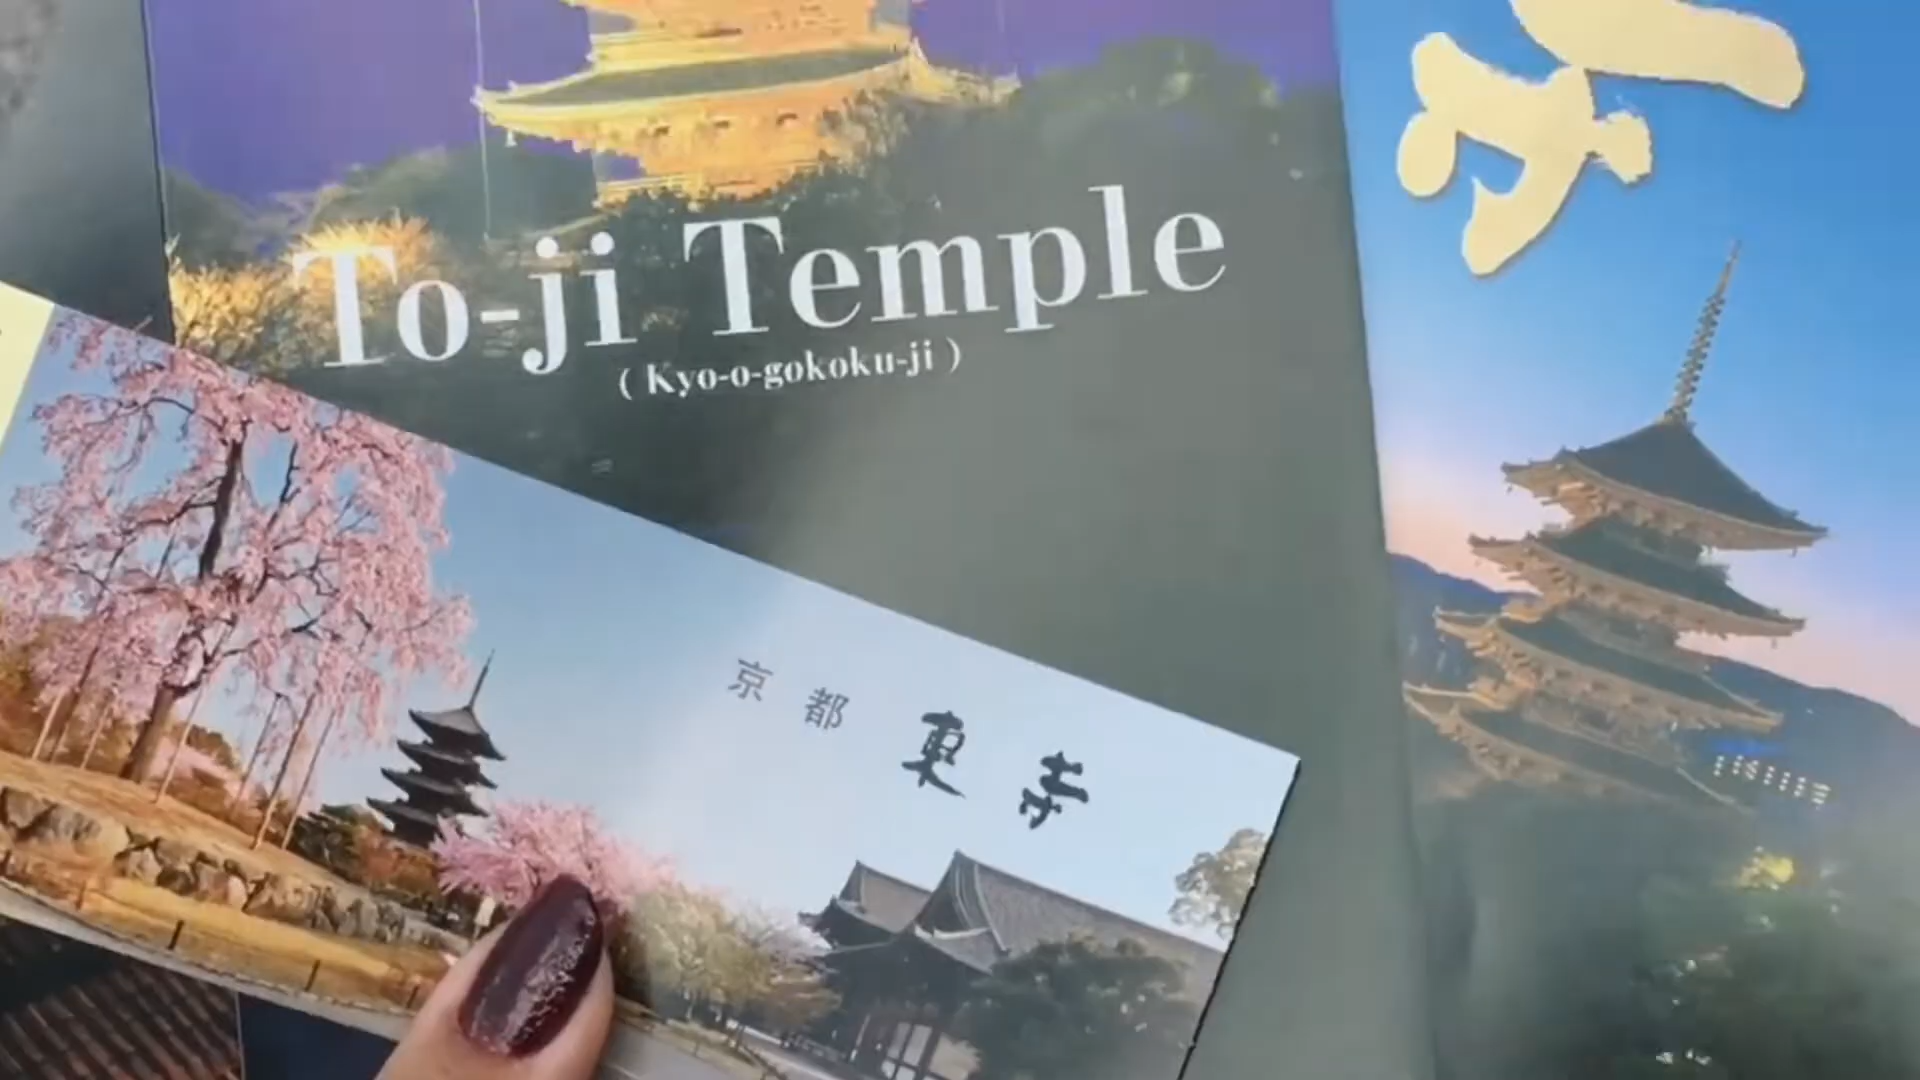 To-ji Temple
( Kyo-o-gokoku-ji )
京都 東寺